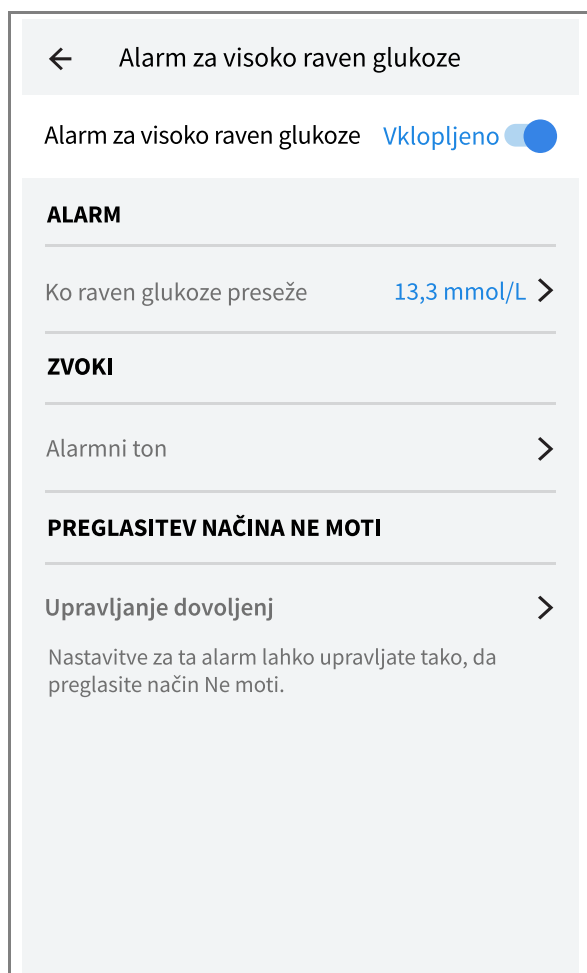 Alarm za visoko raven glukoze
Alarm za visoko raven glukoze Vklopljeno
ALARM
Ko raven glukoze preseže 13,3 mmol/L
ZVOKI
Alarmni ton
PREGLASITEV NAČINA NE MOTI
Upravljanje dovoljenj
Nastavitve za ta alarm lahko upravljate tako, da
preglasite način Ne moti.